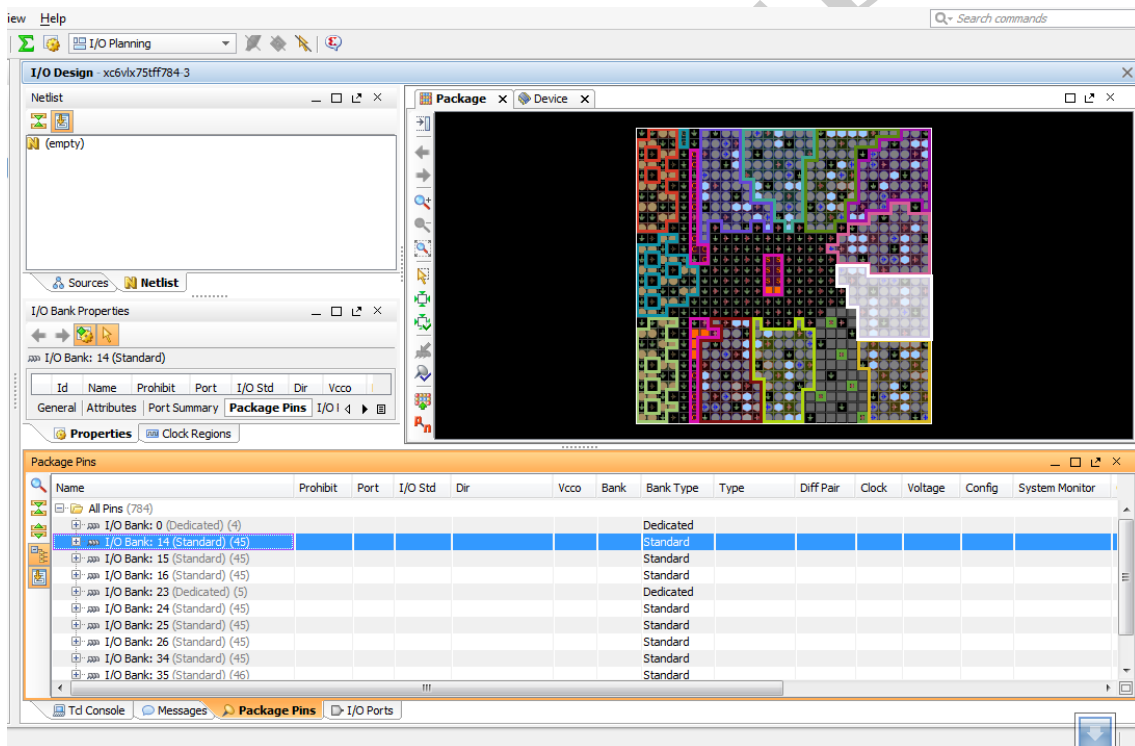 iew Help
Search commands
I/O Planning
I/O Design - xc6vlx75tff784-3
Netlist
(empty)
Sources Netlist
Package Device
I/O Bank Properties
I/O Bank: 14 (Standard)
Id Name Prohibit Port I/O Std Dir Vcco
General Attributes Port Summary Package Pins I/O
Properties Clock Regions
Package Pins
Name Prohibit Port I/O Std Dir Vcco Bank Bank Type Type Diff Pair Clock Voltage Config System Monitor
All Pins (784)
I/O Bank: 0 (Dedicated) (4) Dedicated
I/O Bank: 14 (Standard) (45) Standard
I/O Bank: 15 (Standard) (45) Standard
I/O Bank: 16 (Standard) (45) Standard
I/O Bank: 23 (Dedicated) (5) Dedicated
I/O Bank: 24 (Standard) (45) Standard
I/O Bank: 25 (Standard) (45) Standard
I/O Bank: 26 (Standard) (45) Standard
I/O Bank: 34 (Standard) (45) Standard
I/O Bank: 35 (Standard) (46) Standard
Tcl Console Messages Package Pins I/O Ports